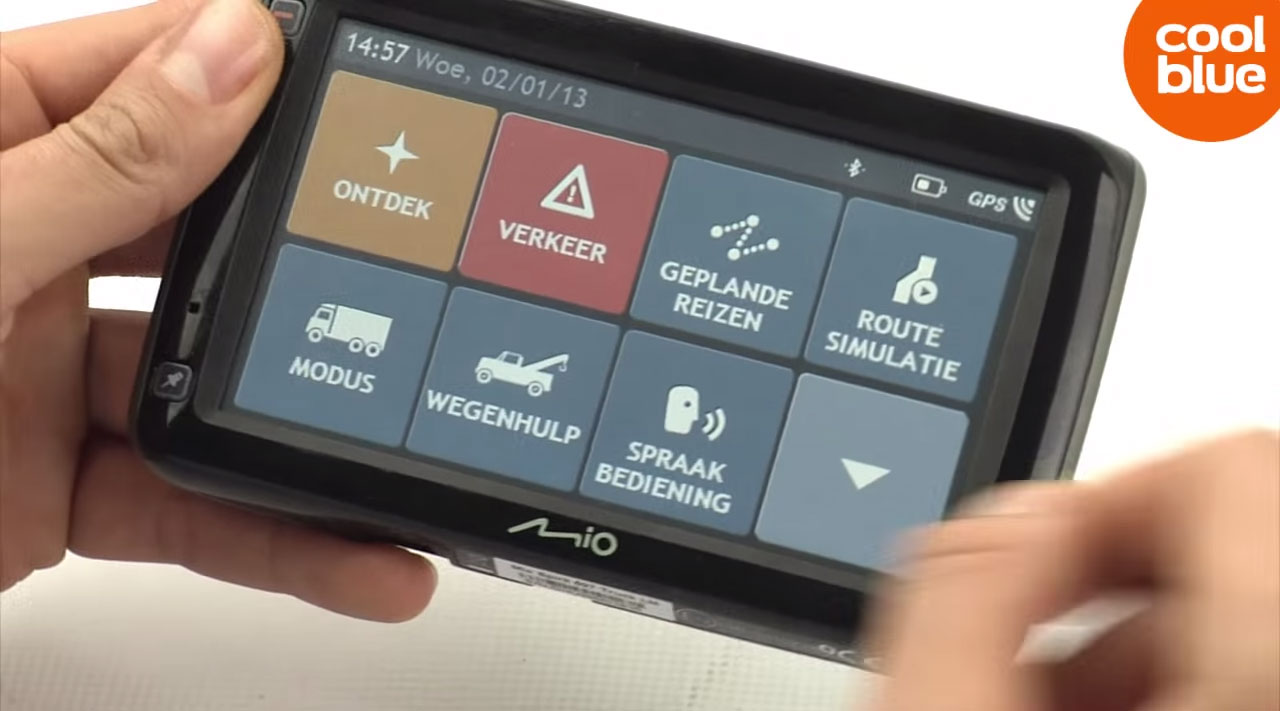 cool
blue
14:57 Woe, 02/01/13
GPS
ONTDEK
VERKEER
GEPLANDE
REIZEN
ROUTE
SIMULATIE
MODUS
WEGENHULP
SPRAAK
BEDIENING
Mio